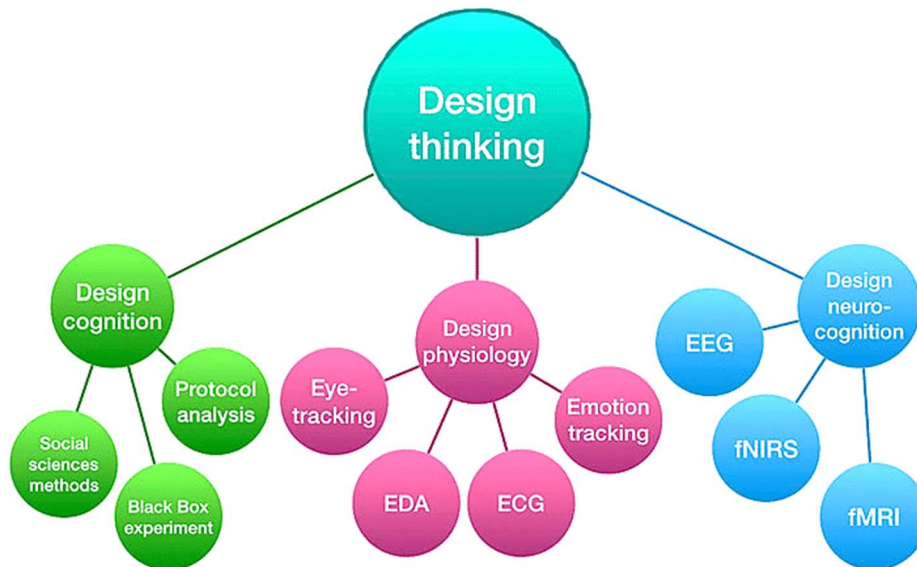 Design
thinking
Design
cognition
Protocol
analysis
Social
sciences
methods
Black Box
experiment
Design
physiology
Eye-
tracking
EDA
ECG
Emotion
tracking
Design
neuro-
cognition
EEG
fNIRS
fMRI